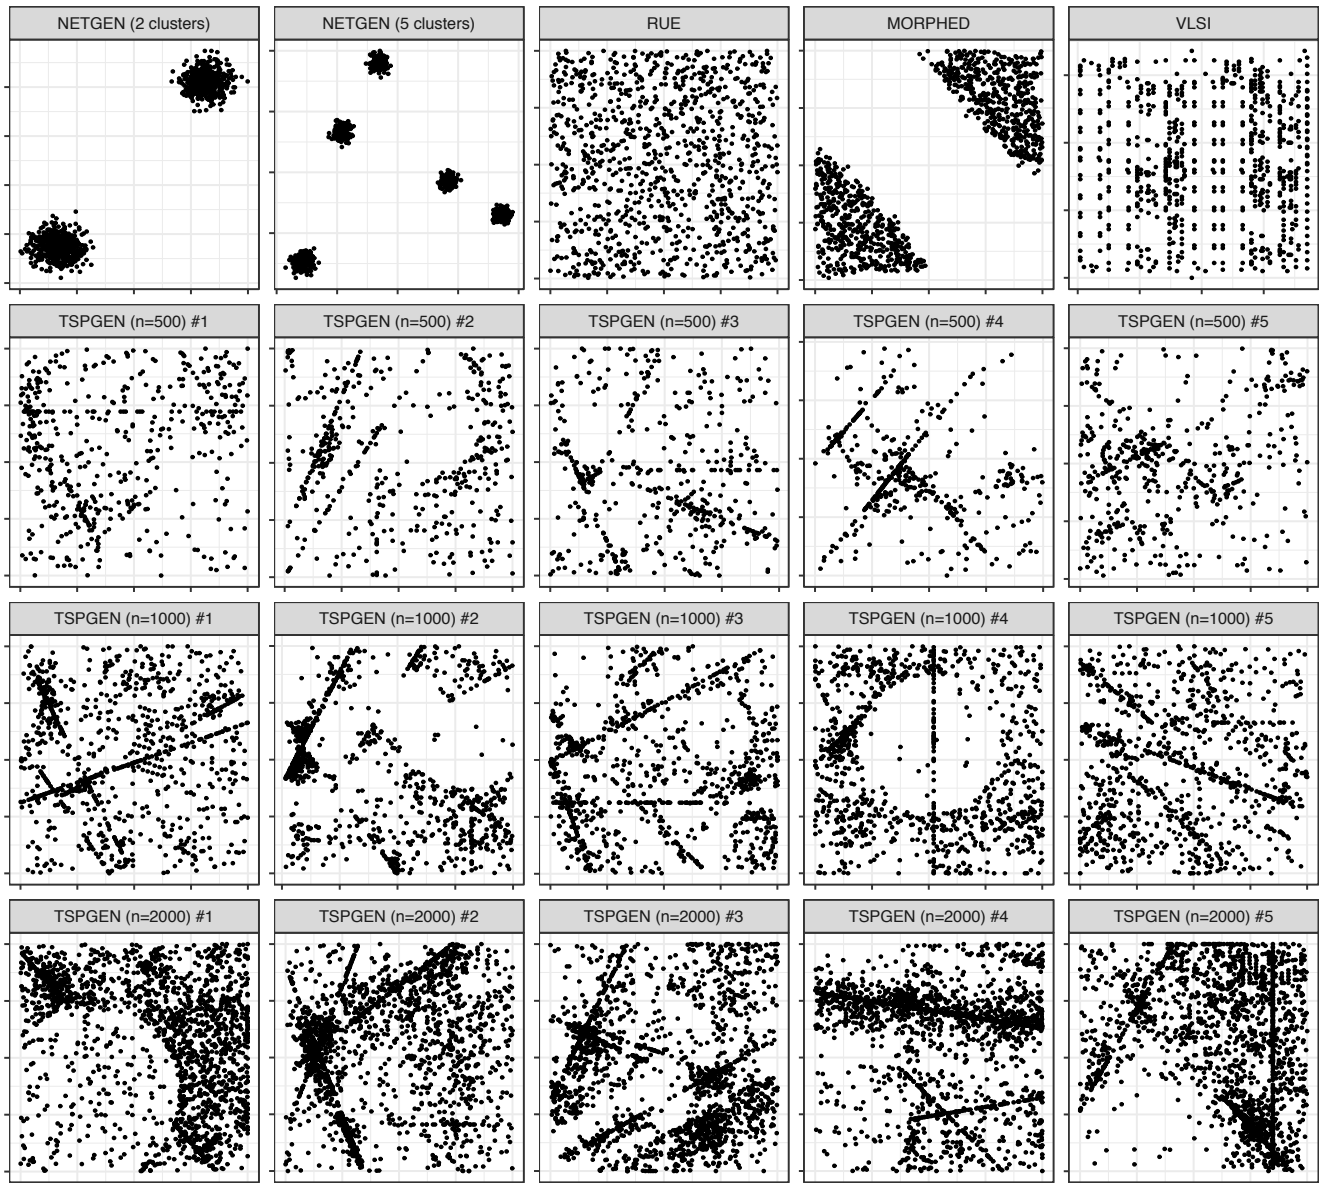 NETGEN (2 clusters)
NETGEN (5 clusters)
RUE
MORPHED
VLSI
TSPGEN (n=500) #1
TSPGEN (n=500) #2
TSPGEN (n=500) #3
TSPGEN (n=500) #4
TSPGEN (n=500) #5
TSPGEN (n=1000) #1
TSPGEN (n=1000) #2
TSPGEN (n=1000) #3
TSPGEN (n=1000) #4
TSPGEN (n=1000) #5
TSPGEN (n=2000) #1
TSPGEN (n=2000) #2
TSPGEN (n=2000) #3
TSPGEN (n=2000) #4
TSPGEN (n=2000) #5